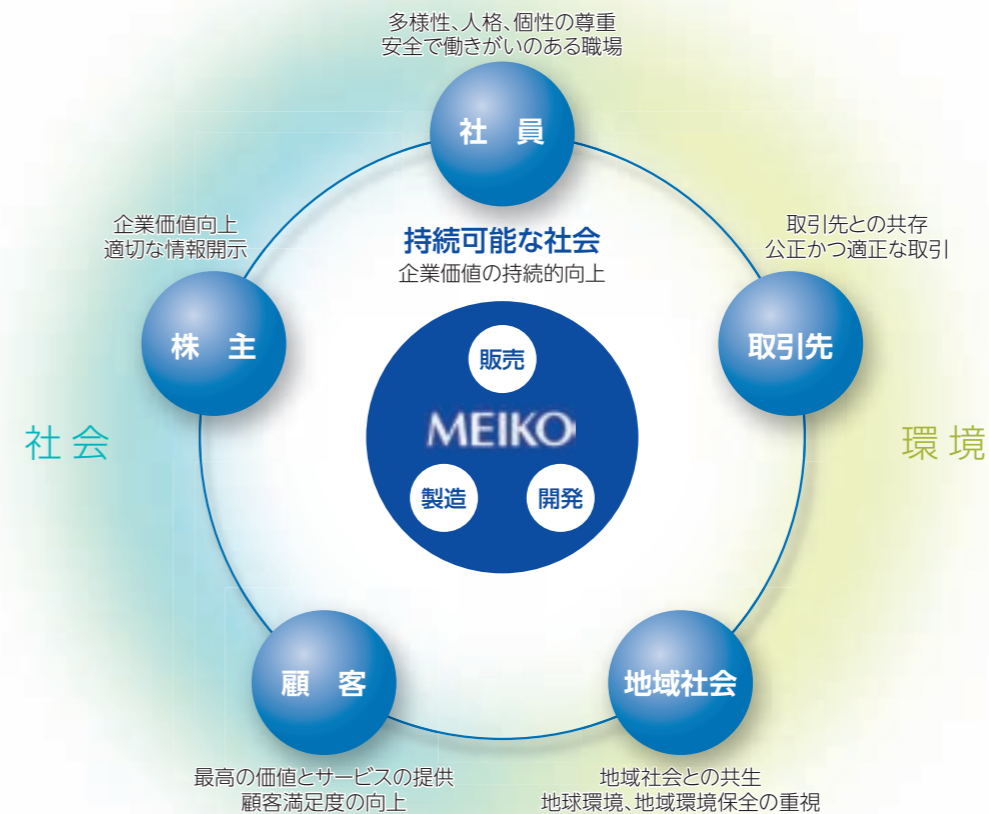 多様性、人格、個性の尊重
安全で働きがいのある職場
社 員
企業価値向上
適切な情報開示
取引先との共存
公正かつ適正な取引
持続可能な社会
企業価値の持続的向上
株 主
取引先
販売
MEIKO
社会
環境
製造
開発
顧 客
地域社会
最高の価値とサービスの提供
顧客満足度の向上
地域社会との共生
地球環境、地域環境保全の重視